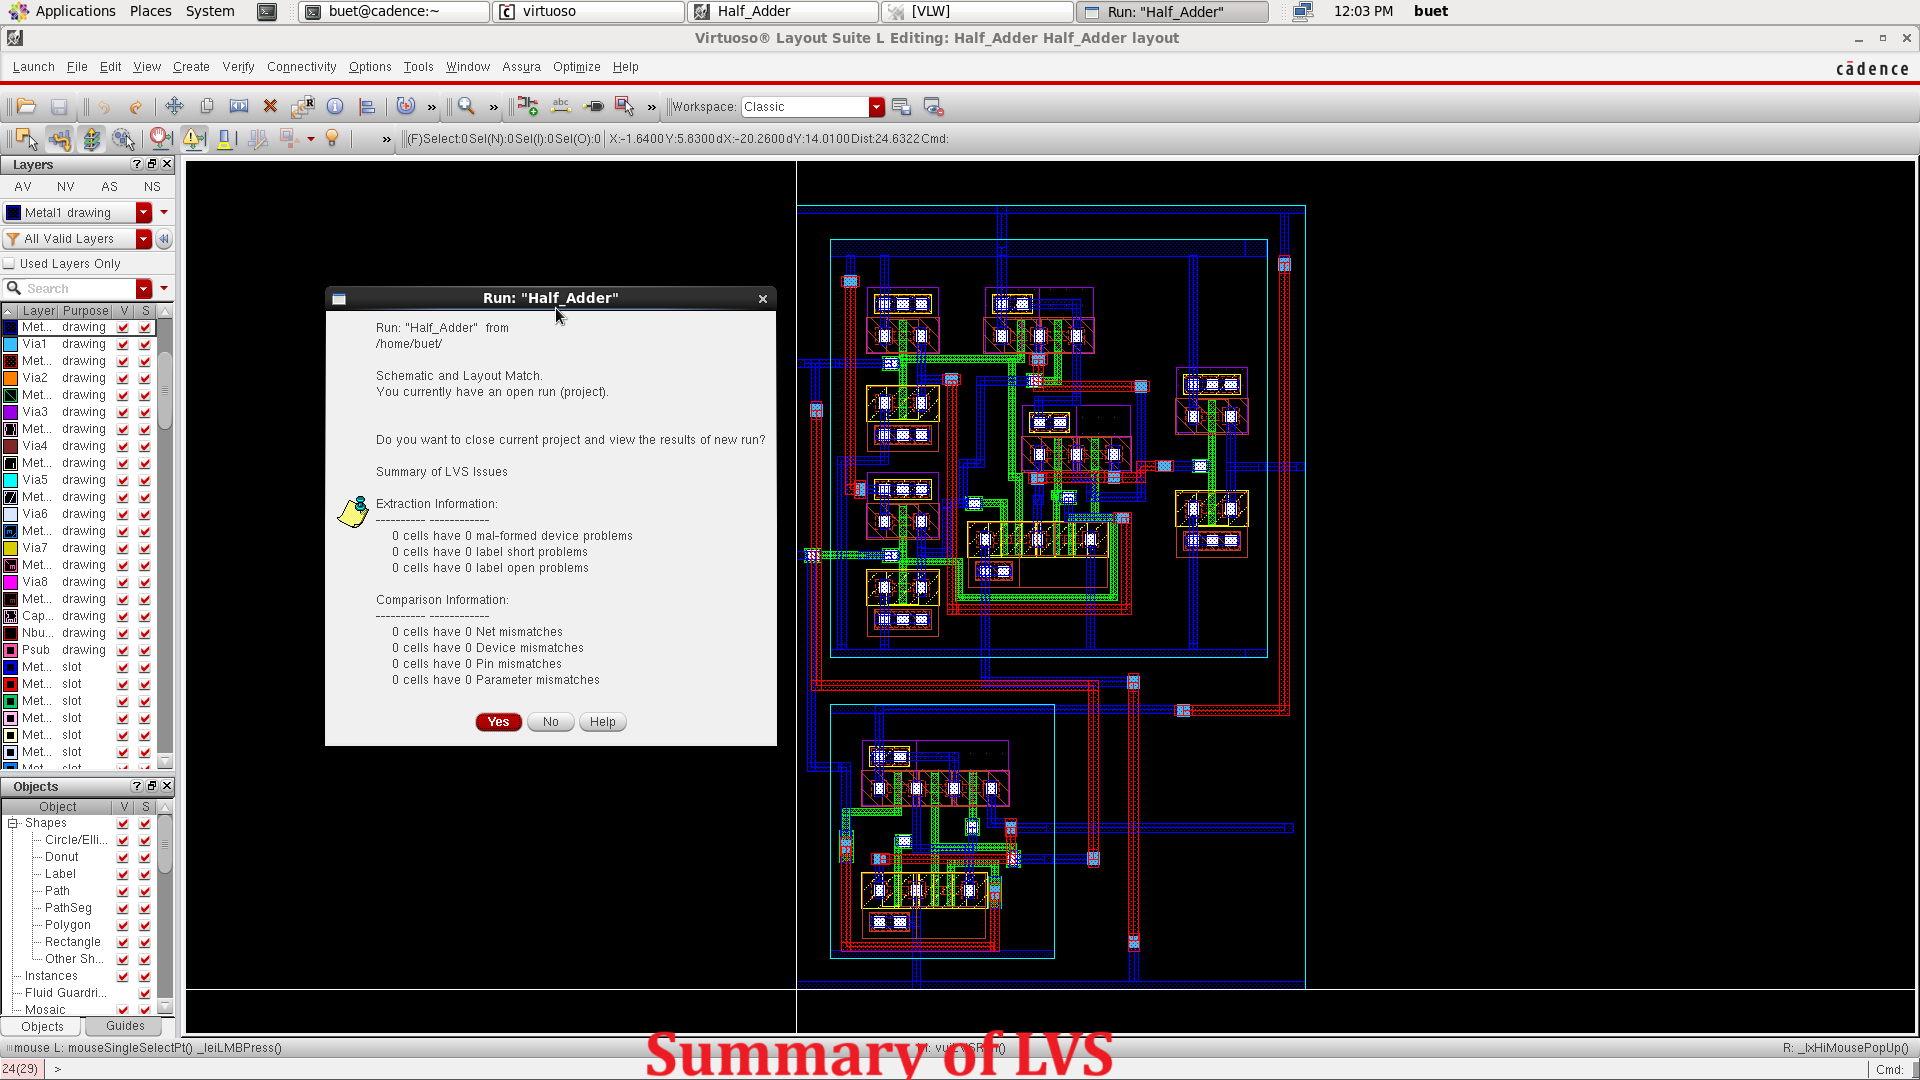 Applications Places System buet@cadence:~ virtuoso Half_Adder [VLW] Run: "Half_Adder" 12:03 PM buet
Virtuoso® Layout Suite L Editing: Half_Adder Half_Adder layout
Launch File Edit View Create Verify Connectivity Options Tools Window Assura Optimize Help cādence
» » abc » Workspace: Classic
» (F)Select:0 Sel(N):0 Sel(I):0 Sel(O):0 X:-1.6400 Y:5.8300 dX:-20.2600 dY:14.0100 Dist:24.6322 Cmd:
Layers
AV NV AS NS
Metal1 drawing
All Valid Layers
Used Layers Only
Search
Layer Purpose V S
Met... drawing
Via1 drawing
Met... drawing
Via2 drawing
Met... drawing
Via3 drawing
Met... drawing
Via4 drawing
Met... drawing
Via5 drawing
Met... drawing
Via6 drawing
Met... drawing
Via7 drawing
Met... drawing
Via8 drawing
Met... drawing
Cap... drawing
Nbu... drawing
Psub drawing
Met... slot
Met... slot
Met... slot
Met... slot
Met... slot
Met... slot
Met... slot
Objects
Object V S
Shapes
Circle/Elli...
Donut
Label
Path
PathSeg
Polygon
Rectangle
Other Sh...
Instances
Fluid Guardri...
Mosaic
Objects Guides
Run: "Half_Adder"
Run: "Half_Adder" from
/home/buet/
Schematic and Layout Match.
You currently have an open run (project).
Do you want to close current project and view the results of new run?
Summary of LVS Issues
Extraction Information:
---------- ------------
0 cells have 0 mal-formed device problems
0 cells have 0 label short problems
0 cells have 0 label open problems
Comparison Information:
---------- ------------
0 cells have 0 Net mismatches
0 cells have 0 Device mismatches
0 cells have 0 Pin mismatches
0 cells have 0 Parameter mismatches
Yes No Help
mouse L: mouseSingleSelectPt() _leiLMBPress() R: _lxHiMousePopUp()
Summary of LVS
24(29) > Cmd: